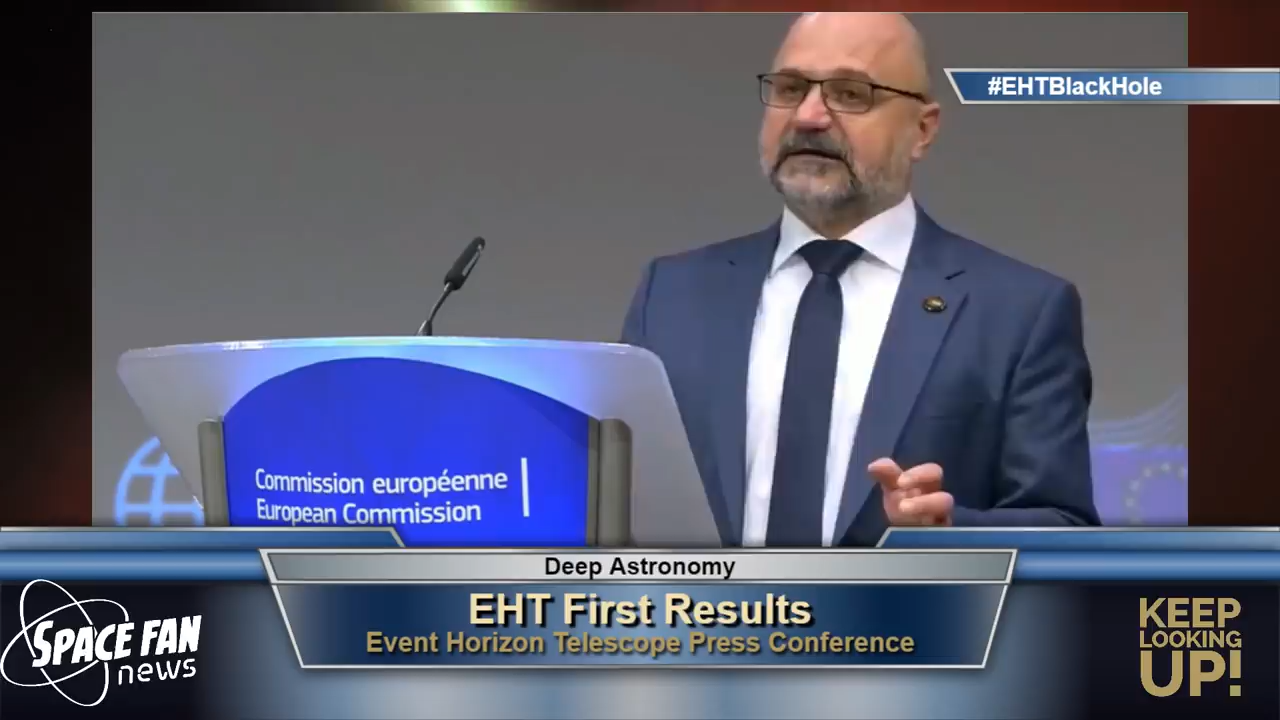 #EHTBlackHole
Commission européenne
European Commission
Deep Astronomy
EHT First Results
Event Horizon Telescope Press Conference
SPACE FAN
news
KEEP
LOOKING
UP!